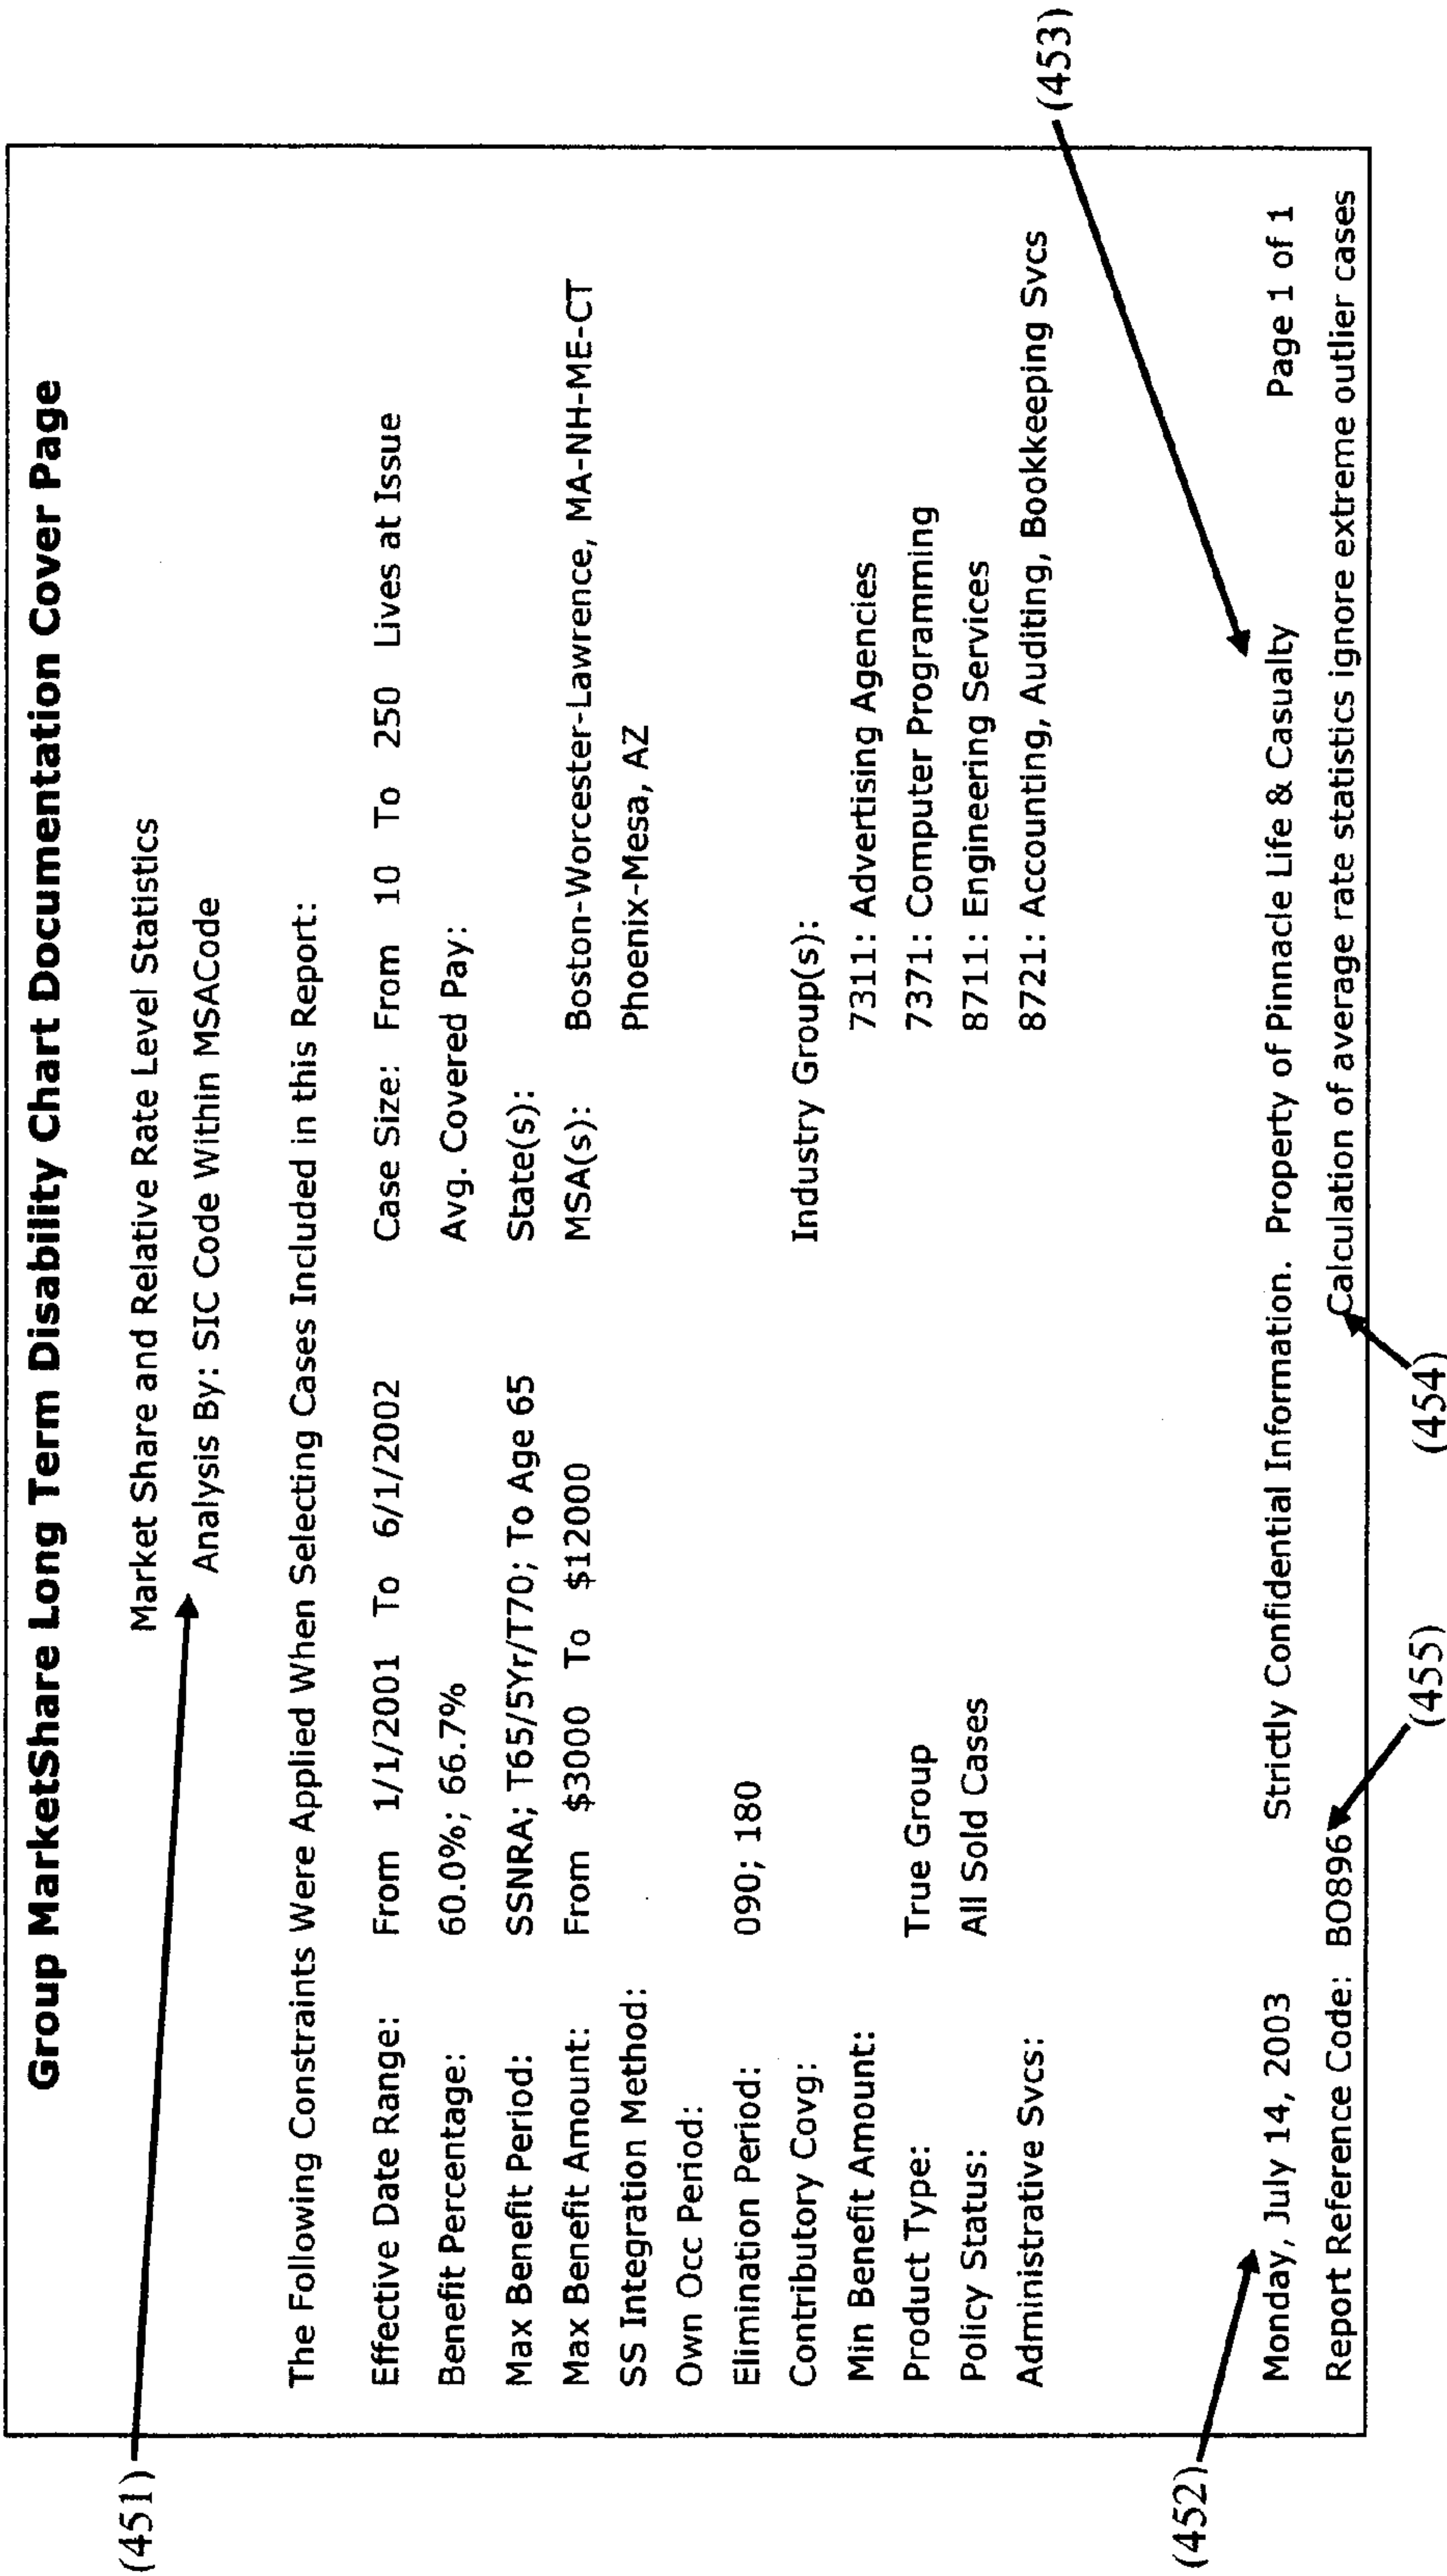 Group MarketShare Long Term Disability Chart Documentation Cover Page
(451)
Market Share and Relative Rate Level Statistics
Analysis By: SIC Code Within MSACode
The Following Constraints Were Applied When Selecting Cases Included in this Report:
Effective Date Range: From 1/1/2001 To 6/1/2002 Case Size: From 10 To 250 Lives at Issue
Benefit Percentage: 60.0%; 66.7% Avg. Covered Pay:
Max Benefit Period: SSNRA; T65/5Yr/T70; To Age 65 State(s):
Max Benefit Amount: From $3000 To $12000 MSA(s): Boston-Worcester-Lawrence, MA-NH-ME-CT
SS Integration Method: Phoenix-Mesa, AZ
Own Occ Period:
Elimination Period: 090; 180
Contributory Covg: Industry Group(s):
Min Benefit Amount: 7311: Advertising Agencies
Product Type: True Group 7371: Computer Programming
Policy Status: All Sold Cases 8711: Engineering Services
Administrative Svcs: 8721: Accounting, Auditing, Bookkeeping Svcs
(453)
(452)
Monday, July 14, 2003 Strictly Confidential Information. Property of Pinnacle Life & Casualty Page 1 of 1
Report Reference Code: BO896 Calculation of average rate statistics ignore extreme outlier cases
(455) (454)